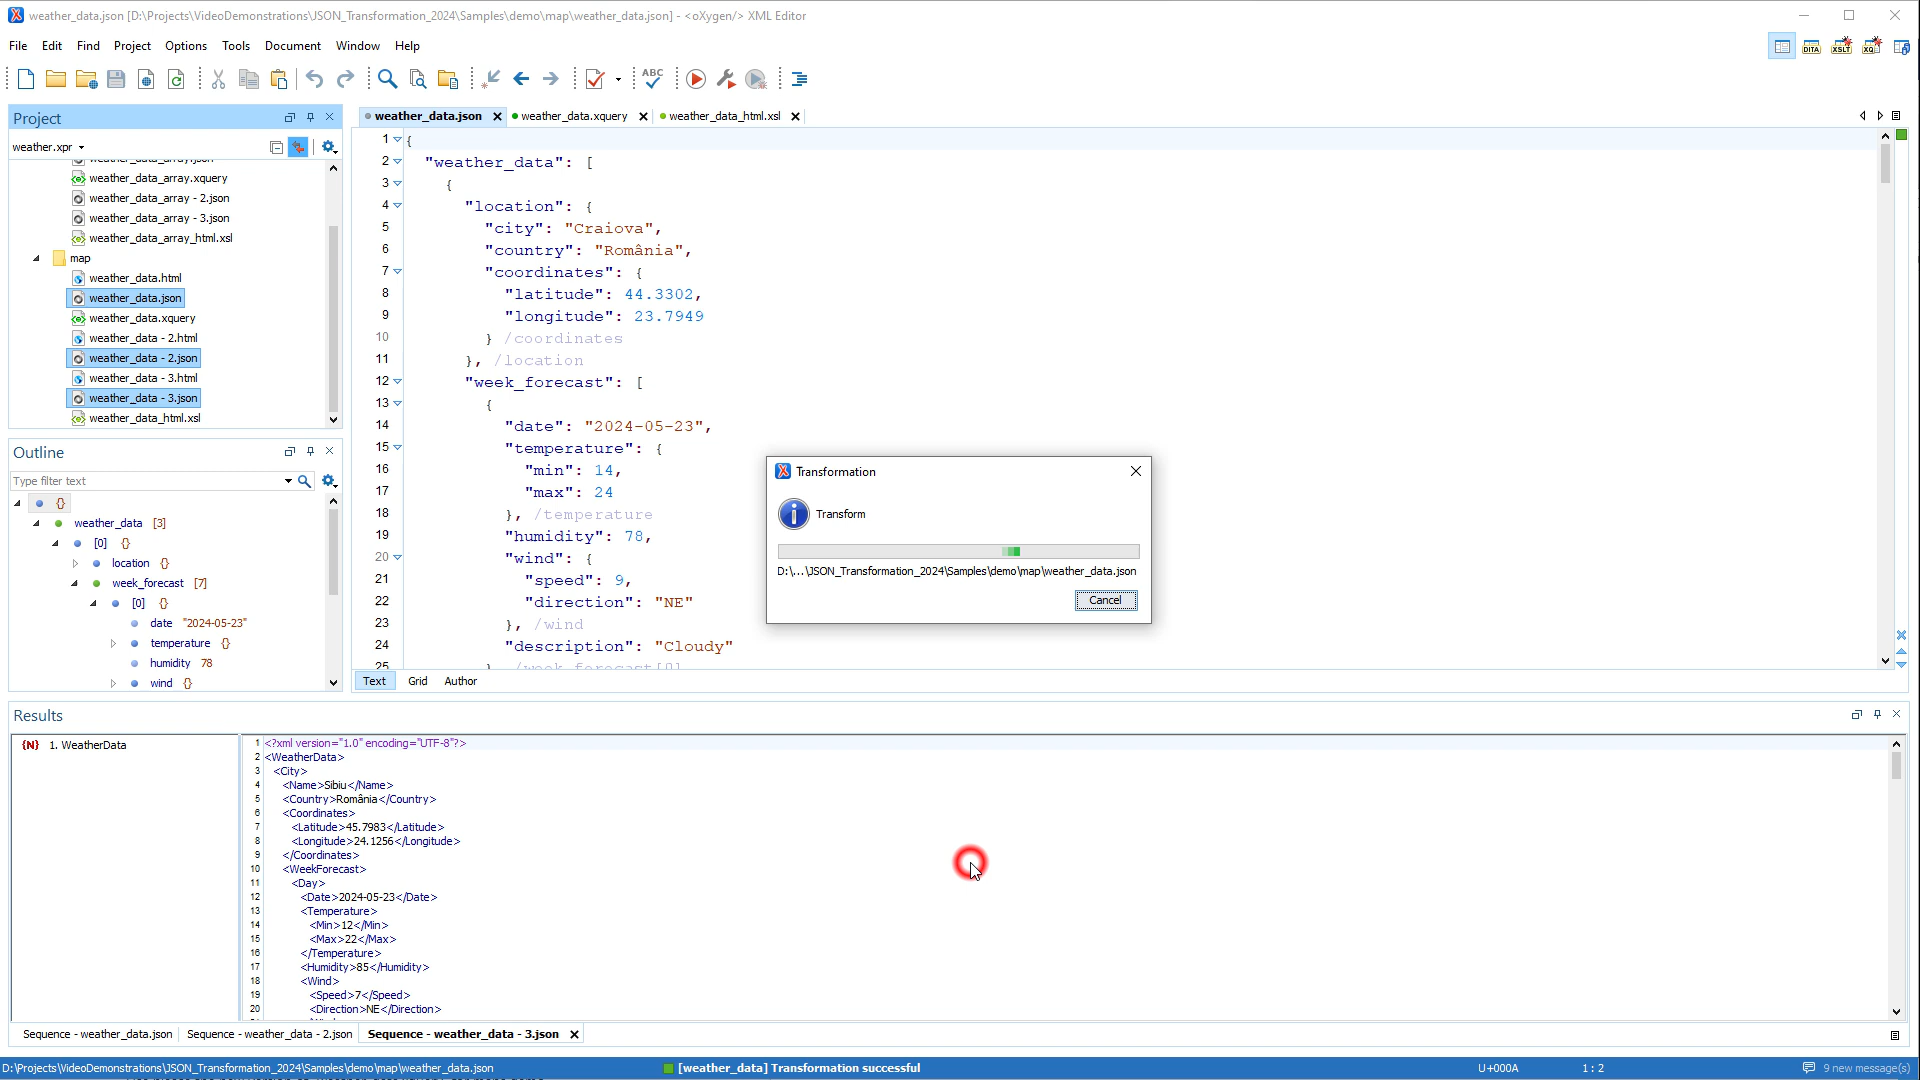 weather_data.json [D:\Projects\VideoDemonstrations\JSON_Transformation_2024\Samples\demo\map\weather_data.json] - <oXygen/> XML Editor
File Edit Find Project Options Tools Document Window Help
DITA XSLT XQ
ABC
Project
weather.xpr
weather_data_array.json
weather_data_array.xquery
weather_data_array - 2.json
weather_data_array - 3.json
weather_data_array_html.xsl
map
weather_data.html
weather_data.json
weather_data.xquery
weather_data - 2.html
weather_data - 2.json
weather_data - 3.html
weather_data - 3.json
weather_data_html.xsl
Outline
Type filter text
{}
weather_data [3]
[0] {}
location {}
week_forecast [7]
[0] {}
date "2024-05-23"
temperature {}
humidity 78
wind {}
weather_data.json weather_data.xquery weather_data_html.xsl
1 {
2 "weather_data": [
3 {
4 "location": {
5 "city": "Craiova",
6 "country": "România",
7 "coordinates": {
8 "latitude": 44.3302,
9 "longitude": 23.7949
10 } /coordinates
11 }, /location
12 "week_forecast": [
13 {
14 "date": "2024-05-23",
15 "temperature": {
16 "min": 14,
17 "max": 24
18 }, /temperature
19 "humidity": 78,
20 "wind": {
21 "speed": 9,
22 "direction": "NE"
23 }, /wind
24 "description": "Cloudy"
25 } /week_forecast[0]
Text Grid Author
Transformation
Transform
D:\...\JSON_Transformation_2024\Samples\demo\map\weather_data.json
Cancel
Results
{N} 1. WeatherData
1 <?xml version="1.0" encoding="UTF-8"?>
2 <WeatherData>
3 <City>
4 <Name>Sibiu</Name>
5 <Country>România</Country>
6 <Coordinates>
7 <Latitude>45.7983</Latitude>
8 <Longitude>24.1256</Longitude>
9 </Coordinates>
10 <WeekForecast>
11 <Day>
12 <Date>2024-05-23</Date>
13 <Temperature>
14 <Min>12</Min>
15 <Max>22</Max>
16 </Temperature>
17 <Humidity>85</Humidity>
18 <Wind>
19 <Speed>7</Speed>
20 <Direction>NE</Direction>
Sequence - weather_data.json Sequence - weather_data - 2.json Sequence - weather_data - 3.json
D:\Projects\VideoDemonstrations\JSON_Transformation_2024\Samples\demo\map\weather_data.json [weather_data] Transformation successful U+000A 1:2 9 new message(s)